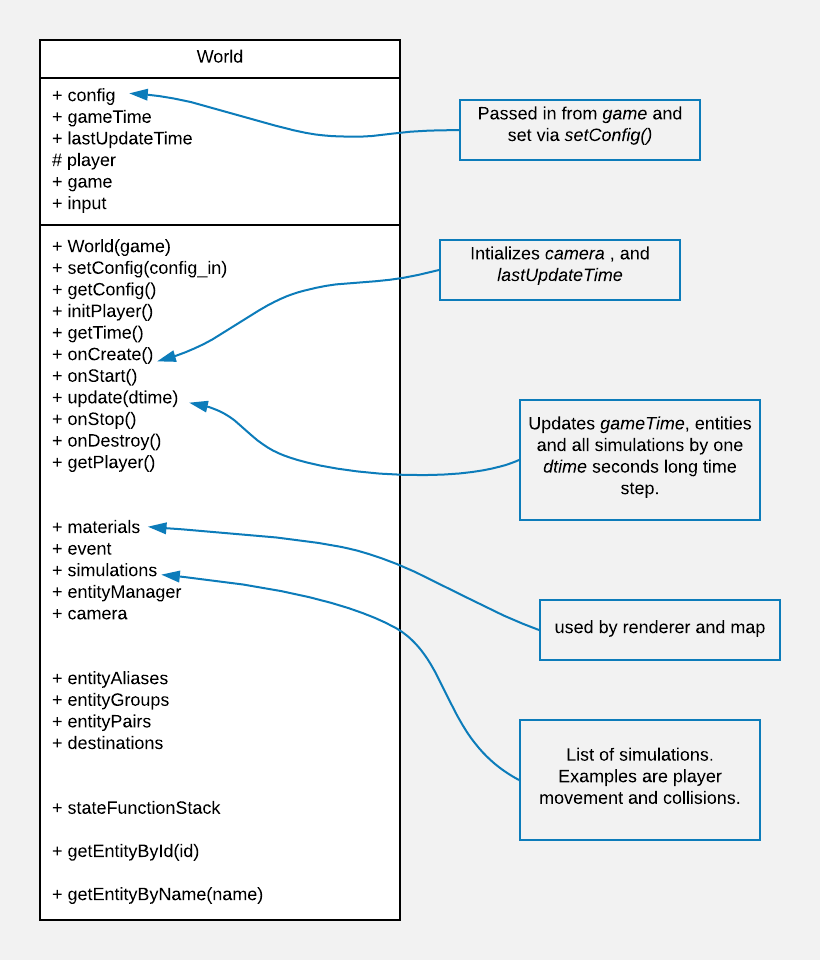 World
+ config
+ gameTime
+ lastUpdateTime
# player
+ game
+ input
+ World(game)
+ setConfig(config_in)
+ getConfig()
+ initPlayer()
+ getTime()
+ onCreate()
+ onStart()
+ update(dtime)
+ onStop()
+ onDestroy()
+ getPlayer()
+ materials
+ event
+ simulations
+ entityManager
+ camera
+ entityAliases
+ entityGroups
+ entityPairs
+ destinations
+ stateFunctionStack
+ getEntityById(id)
+ getEntityByName(name)
Passed in from game and
set via setConfig()
Intializes camera , and
lastUpdateTime
Updates gameTime, entities
and all simulations by one
dtime seconds long time
step.
used by renderer and map
List of simulations.
Examples are player
movement and collisions.